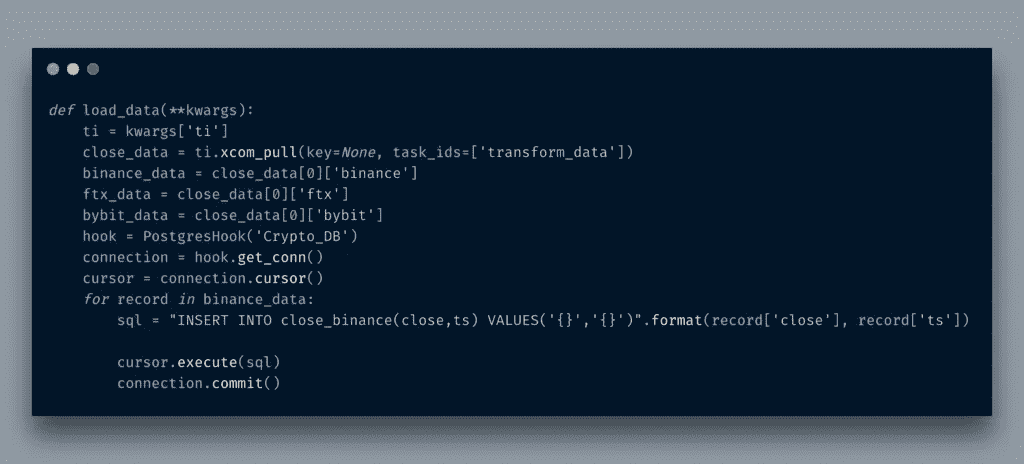 def load_data(**kwargs):
    ti = kwargs['ti']
    close_data = ti.xcom_pull(key=None, task_ids=['transform_data'])
    binance_data = close_data[0]['binance']
    ftx_data = close_data[0]['ftx']
    bybit_data = close_data[0]['bybit']
    hook = PostgresHook('Crypto_DB')
    connection = hook.get_conn()
    cursor = connection.cursor()
    for record in binance_data:
        sql = "INSERT INTO close_binance(close,ts) VALUES('{}','{}')".format(record['close'], record['ts'])
        cursor.execute(sql)
        connection.commit()